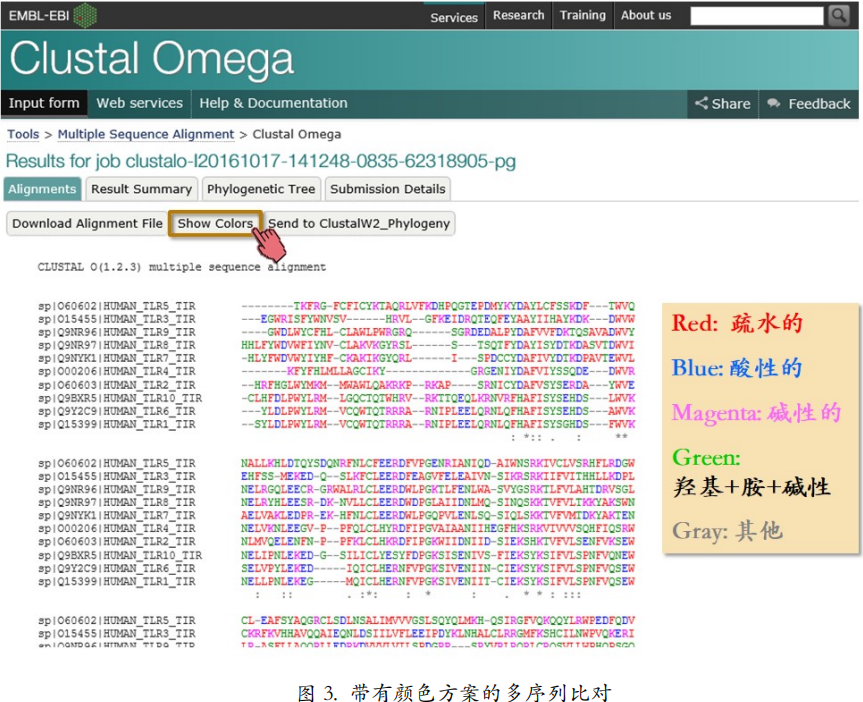 EMBL-EBI
Services Research Training About us
Clustal Omega
Input form Web services Help & Documentation Share Feedback
Tools > Multiple Sequence Alignment > Clustal Omega
Results for job clustalo-I20161017-141248-0835-62318905-pg
Alignments Result Summary Phylogenetic Tree Submission Details
Download Alignment File Show Colors Send to ClustalW2_Phylogeny
CLUSTAL O(1.2.3) multiple sequence alignment
sp|O60602|HUMAN_TLR5_TIR ---------TKFRG-FCFICYKTAQRLVFKDHPQGTEPDMYKYDAYLCFSSKDF---TWVQ
sp|O15455|HUMAN_TLR3_TIR ---EGWRISFYWNVSV------HRVL-GFKEIDRQTEQFEYAAYIIHAYKDK---DWVW
sp|Q9NR96|HUMAN_TLR9_TIR -----GWDLWYCFHL-CLAWLPWRGRQ------SGRDEDALPYDAFVVFDKTQSAVADWVY
sp|Q9NR97|HUMAN_TLR8_TIR HHLFYWDVWFIYNV-CLAKVKGYRSL------STSQTFYDAYISYDTKDASVTDWVI
sp|Q9NYK1|HUMAN_TLR7_TIR -HLYFWDVWYIYHF-CKAKIKGYQRL------I---SPDCCYDAFIVYDTKDPAVTEWVL
sp|O00206|HUMAN_TLR4_TIR --------KFYFHLMLLAGCIKY---------GRGENIYDAFVIYSSQDE---DWVR
sp|O60603|HUMAN_TLR2_TIR --HRFHGLWYMKM--MWAWLQAKRKP--RKAP----SRNICYDAFVSYSERDA---YWVE
sp|Q9BXR5|HUMAN_TLR10_TIR -CLHFDLPWYLRM--LGQCTQTWHRV--RKTTQEQLKRNVRFHAFISYSEHDS---LWVK
sp|Q9Y2C9|HUMAN_TLR6_TIR ---YLDLPWYLRM--VCQWTQTRRRA--RNIPLEELQRNLQFHAFISYSEHDS---AWVK
sp|Q15399|HUMAN_TLR1_TIR --SYLDLPWYLRM--VCQWTQTRRRA--RNIPLEELQRNLQFHAFISYSGHDS---FWVK
: *:: . : **
sp|O60602|HUMAN_TLR5_TIR NALLKHLDTQYSDQNRFNLCFEERDFVPGENRIANIQD-AIWNSRKIVCLVSRHFLRDGW
sp|O15455|HUMAN_TLR3_TIR EHFSS-MEKED-Q--SLKFCLEERDFEAGVFELEAIVN-SIKRSRKIIFVITHHLLKDPL
sp|Q9NR96|HUMAN_TLR9_TIR NELRGQLEECR-GRWALRLCLEERDWLPGKTLFENLWA-SVYGSRKTLFVLAHTDRVSGL
sp|Q9NR97|HUMAN_TLR8_TIR NELRYHLEESR-DKNVLLCLEERDWDPGLAIIDNLMQ-SINQSKKTVFVLTKKYAKSW
sp|Q9NYK1|HUMAN_TLR7_TIR AELVAKLEDPR-EK-HFNLCLEERDWLPGQPVLENLSQ-SIQLSKKTVFVMTDKYAKTEN
sp|O00206|HUMAN_TLR4_TIR NELVKNLEEGV-P--PFQLCLHYRDFIPGVAIAANIIHEGFHKSRKVIVVVSQHFIQSRW
sp|O60603|HUMAN_TLR2_TIR NLMVQELENFN-P--PFKLCLHKRDFIPGKWIIDNIID-SIEKSHKTVFVLSENFVKSEW
sp|Q9BXR5|HUMAN_TLR10_TIR NELIPNLEKED-G--SILICLYESYFDPGKSISENIVS-FIEKSYKSIFVLSPNFVQNEW
sp|Q9Y2C9|HUMAN_TLR6_TIR SELVPYLEKED-----IQICLHERNFVPGKSIVENIIN-CIEKSYKSIFVLSPNFVQSEW
sp|Q15399|HUMAN_TLR1_TIR NELLPNLEKEG-----MQICLHERNFVPGKSIVENIIT-CIEKSYKSIFVLSPNFVQSEW
: :: .:*: : * : * * :: ::
sp|O60602|HUMAN_TLR5_TIR CL-EAFSYAQGRCLSDLNSALIMVVVGSLSQYQLMKH-QSIRGFVQKQQYLRWPEDFQDV
sp|O15455|HUMAN_TLR3_TIR CKRFKVHHAVQQAIEQNLDSIILVFLEEIPDYKLNHALCLRRGMFKSHCILNWPVQKERI
Red: 疏水的
Blue: 酸性的
Magenta: 碱性的
Green:
羟基+胺+碱性
Gray: 其他
图 3. 带有颜色方案的多序列比对